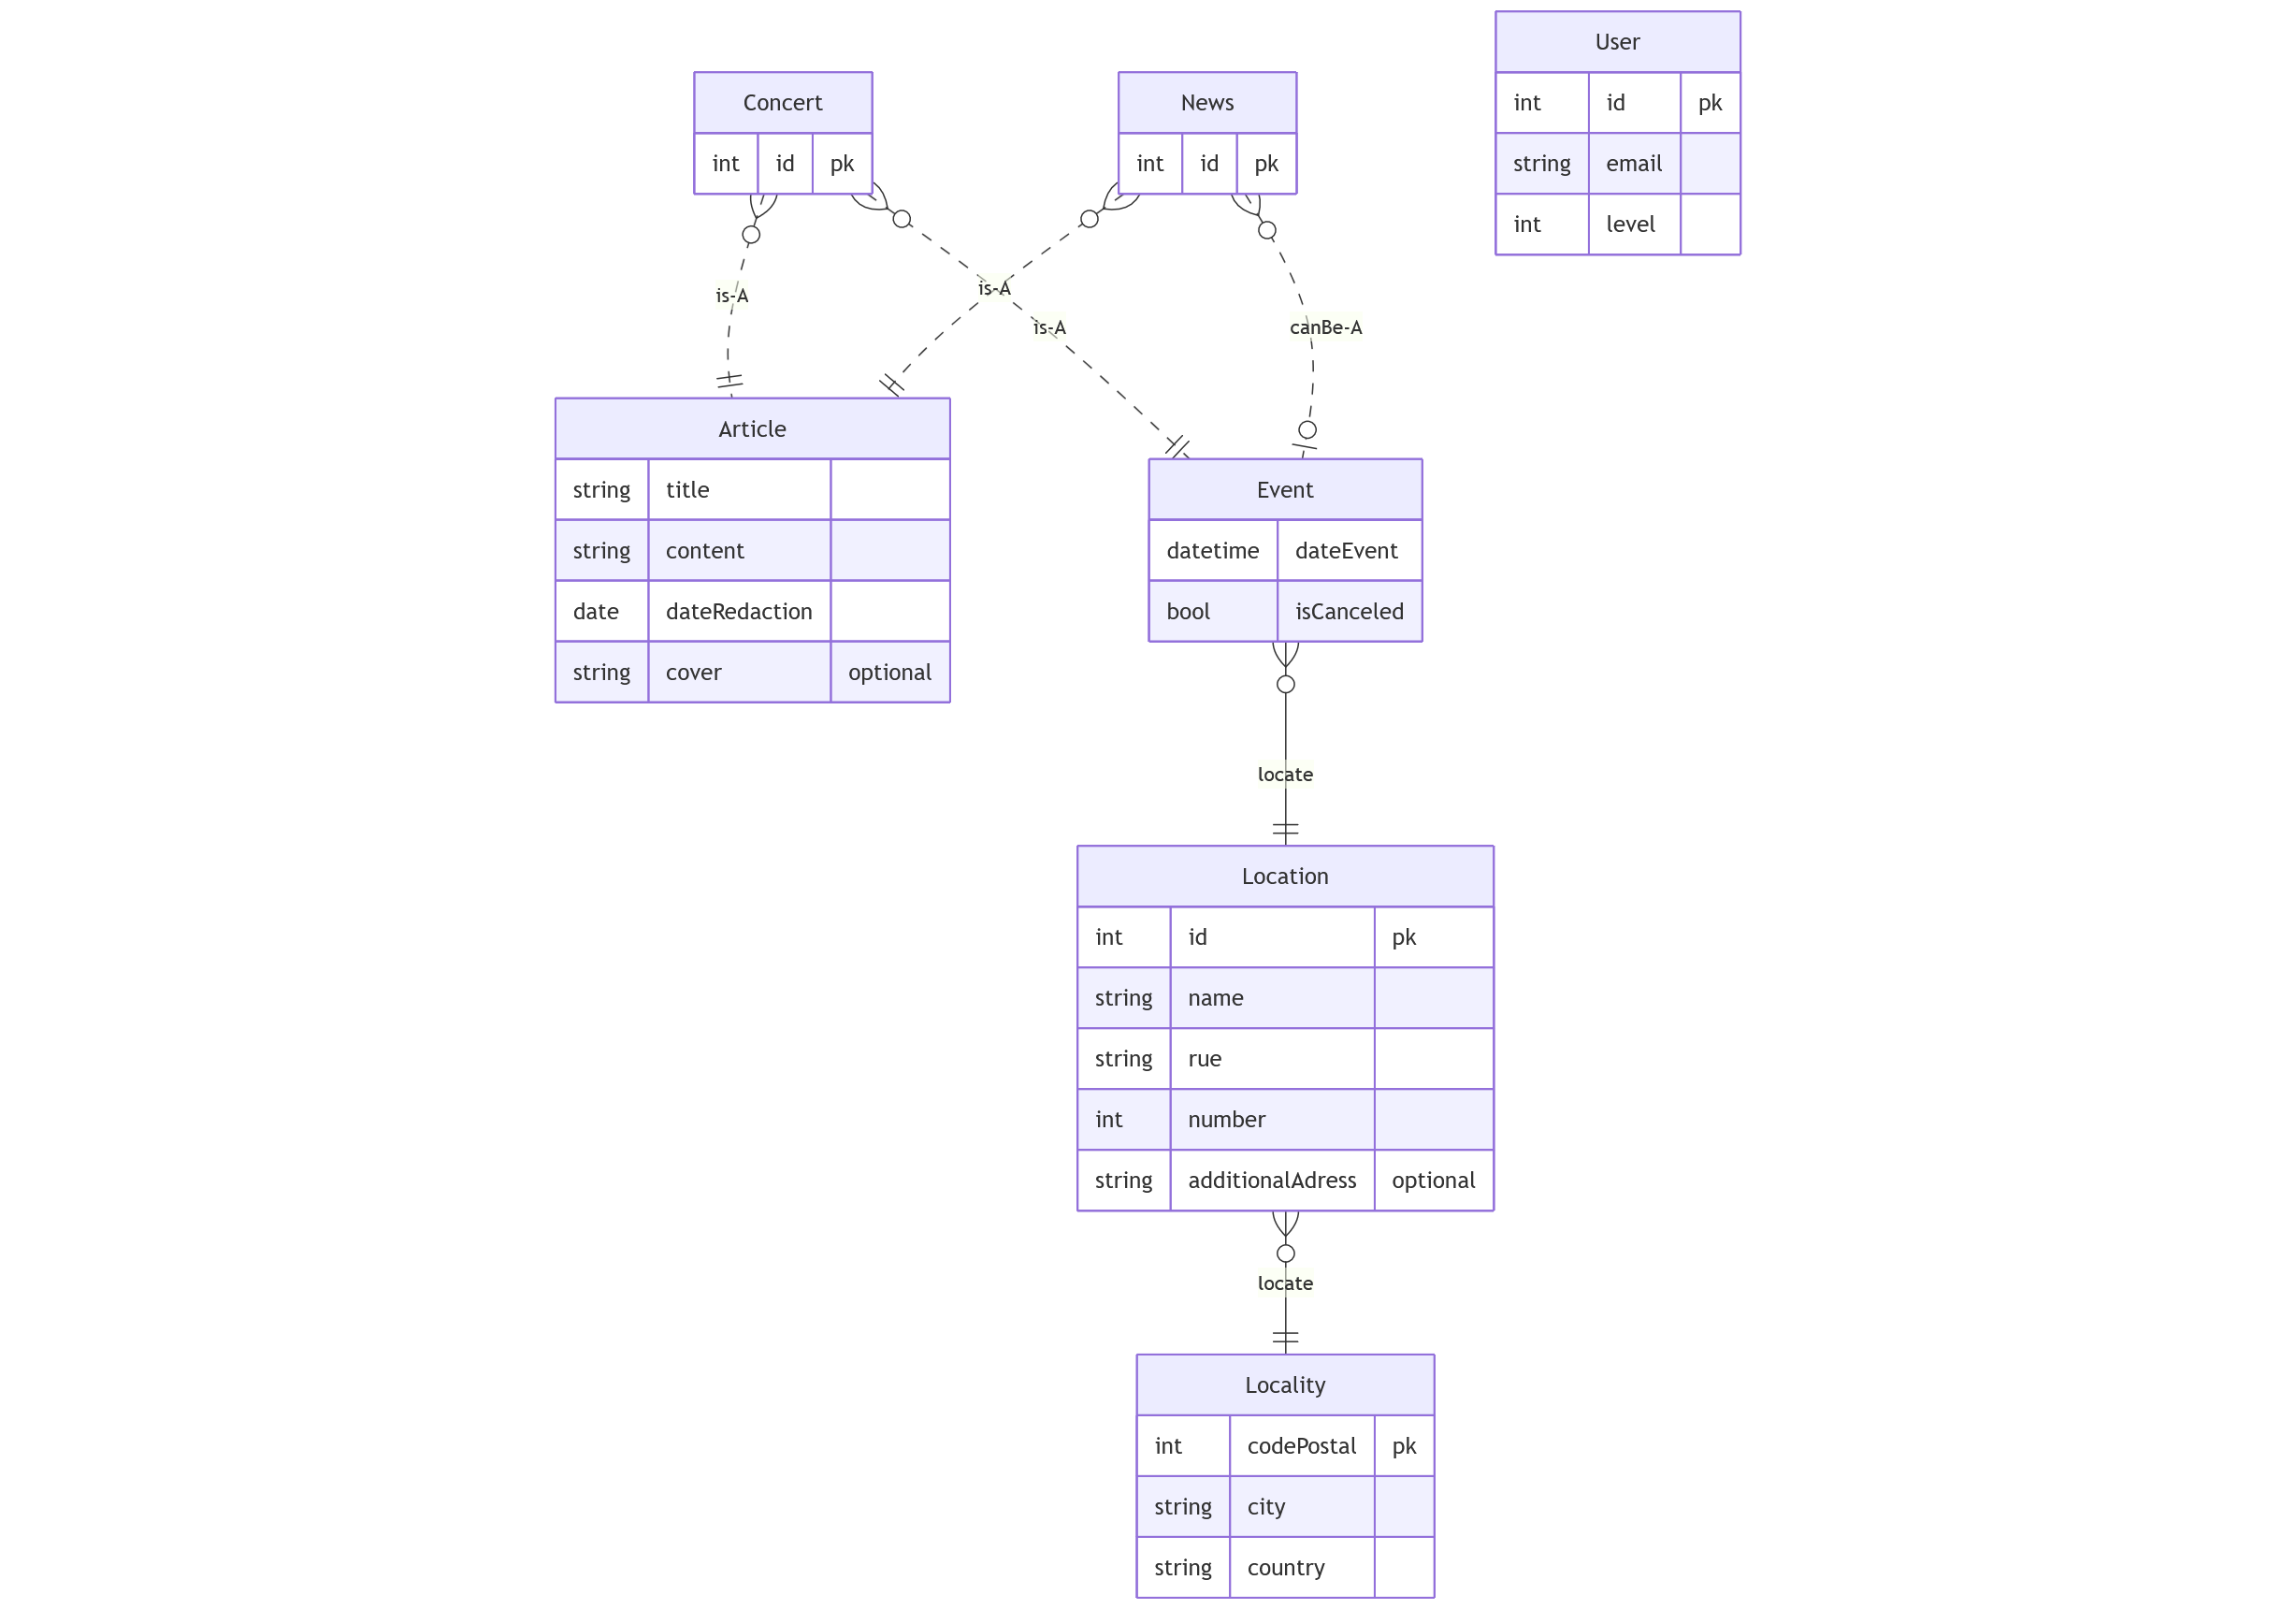 User
int id pk
string email
int level
Concert
int id pk
News
int id pk
is-A
is-A
is-A
canBe-A
Article
string title
string content
date dateRedaction
string cover optional
Event
datetime dateEvent
bool isCanceled
locate
Location
int id pk
string name
string rue
int number
string additionalAdress optional
locate
Locality
int codePostal pk
string city
string country